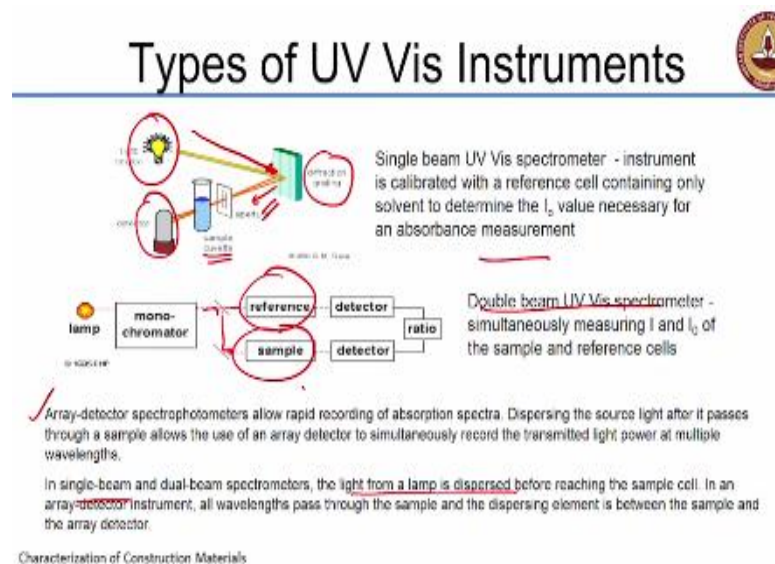 Types of UV Vis Instruments
diffraction
grating
detector
sample
cuvette
Single beam UV Vis spectrometer - instrument
is calibrated with a reference cell containing only
solvent to determine the I₀ value necessary for
an absorbance measurement
lamp
mono-
chromator
reference
detector
sample
detector
ratio
Double beam UV Vis spectrometer -
simultaneously measuring I and I₀ of
the sample and reference cells
Array-detector spectrophotometers allow rapid recording of absorption spectra. Dispersing the source light after it passes
through a sample allows the use of an array detector to simultaneously record the transmitted light power at multiple
wavelengths.
In single-beam and dual-beam spectrometers, the light from a lamp is dispersed before reaching the sample cell. In an
array-detector instrument, all wavelengths pass through the sample and the dispersing element is between the sample and
the array detector.
Characterization of Construction Materials